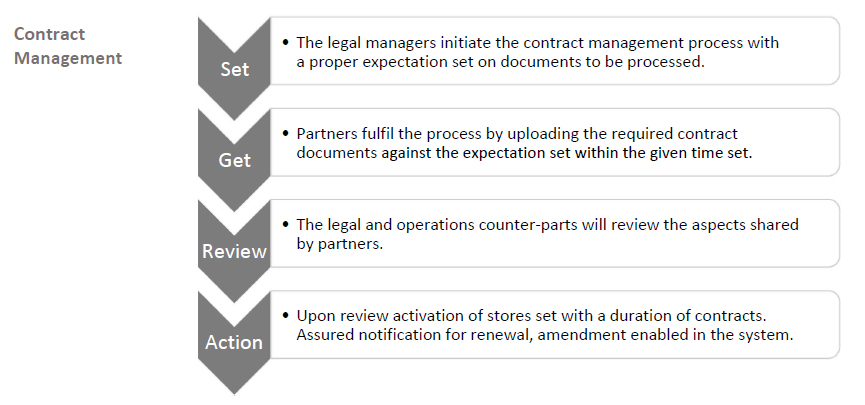 Contract
Management
Set
• The legal managers initiate the contract management process with
a proper expectation set on documents to be processed.
Get
• Partners fulfil the process by uploading the required contract
documents against the expectation set within the given time set.
Review
• The legal and operations counter-parts will review the aspects shared
by partners.
Action
• Upon review activation of stores set with a duration of contracts.
Assured notification for renewal, amendment enabled in the system.